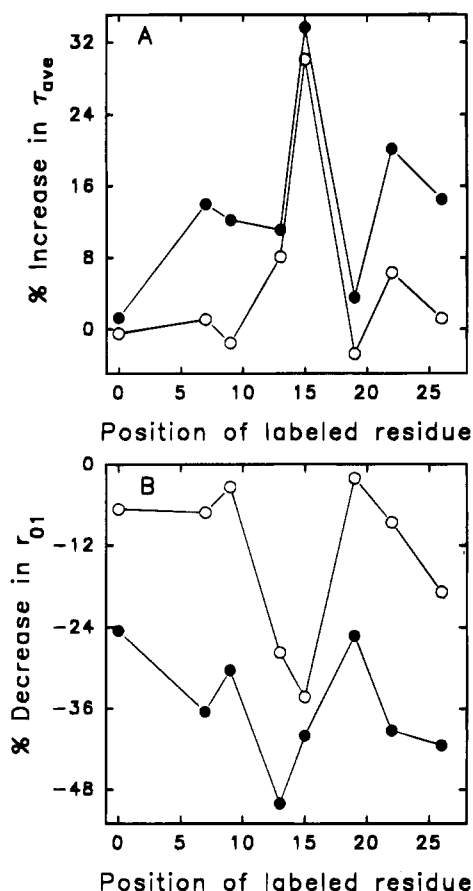 A
% Increase in τave
32
24
16
8
0
0 5 10 15 20 25
Position of labeled residue
B
% Decrease in r01
0
-12
-24
-36
-48
0 5 10 15 20 25
Position of labeled residue